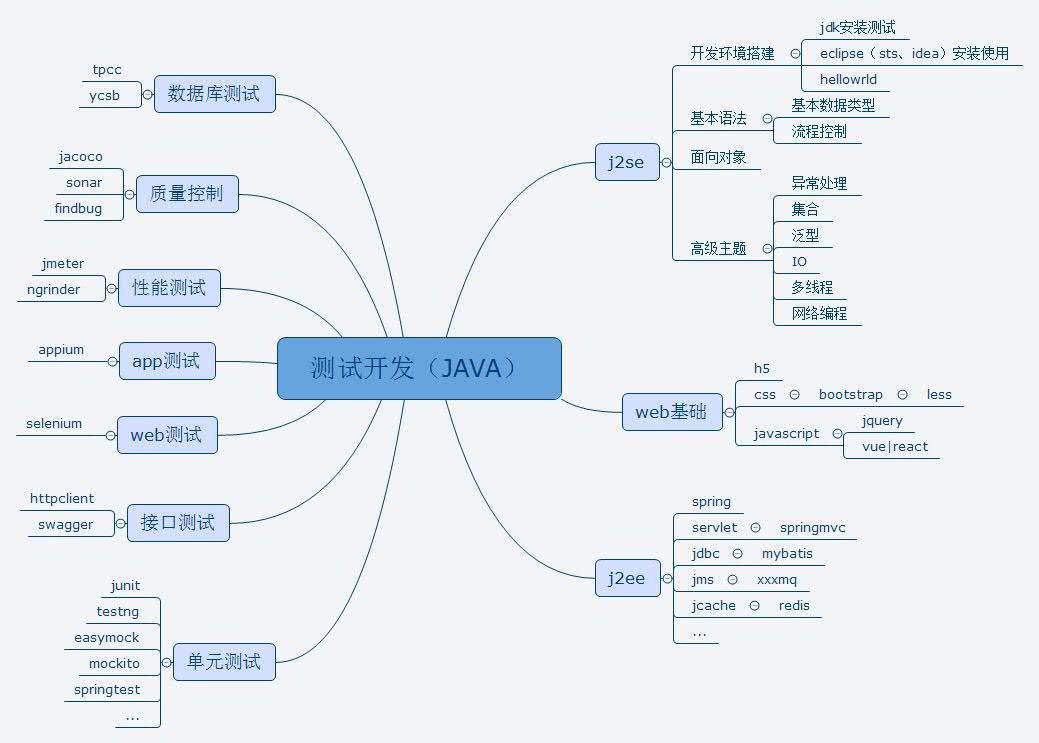 测试开发（JAVA）
j2se
开发环境搭建
jdk安装测试
eclipse（sts、idea）安装使用
hellowrld
基本语法
基本数据类型
流程控制
面向对象
高级主题
异常处理
集合
泛型
IO
多线程
网络编程
web基础
h5
css
bootstrap
less
javascript
jquery
vue|react
j2ee
spring
servlet
springmvc
jdbc
mybatis
jms
xxxmq
jcache
redis
...
数据库测试
tpcc
ycsb
质量控制
jacoco
sonar
findbug
性能测试
jmeter
ngrinder
app测试
appium
web测试
selenium
接口测试
httpclient
swagger
单元测试
junit
testng
easymock
mockito
springtest
...